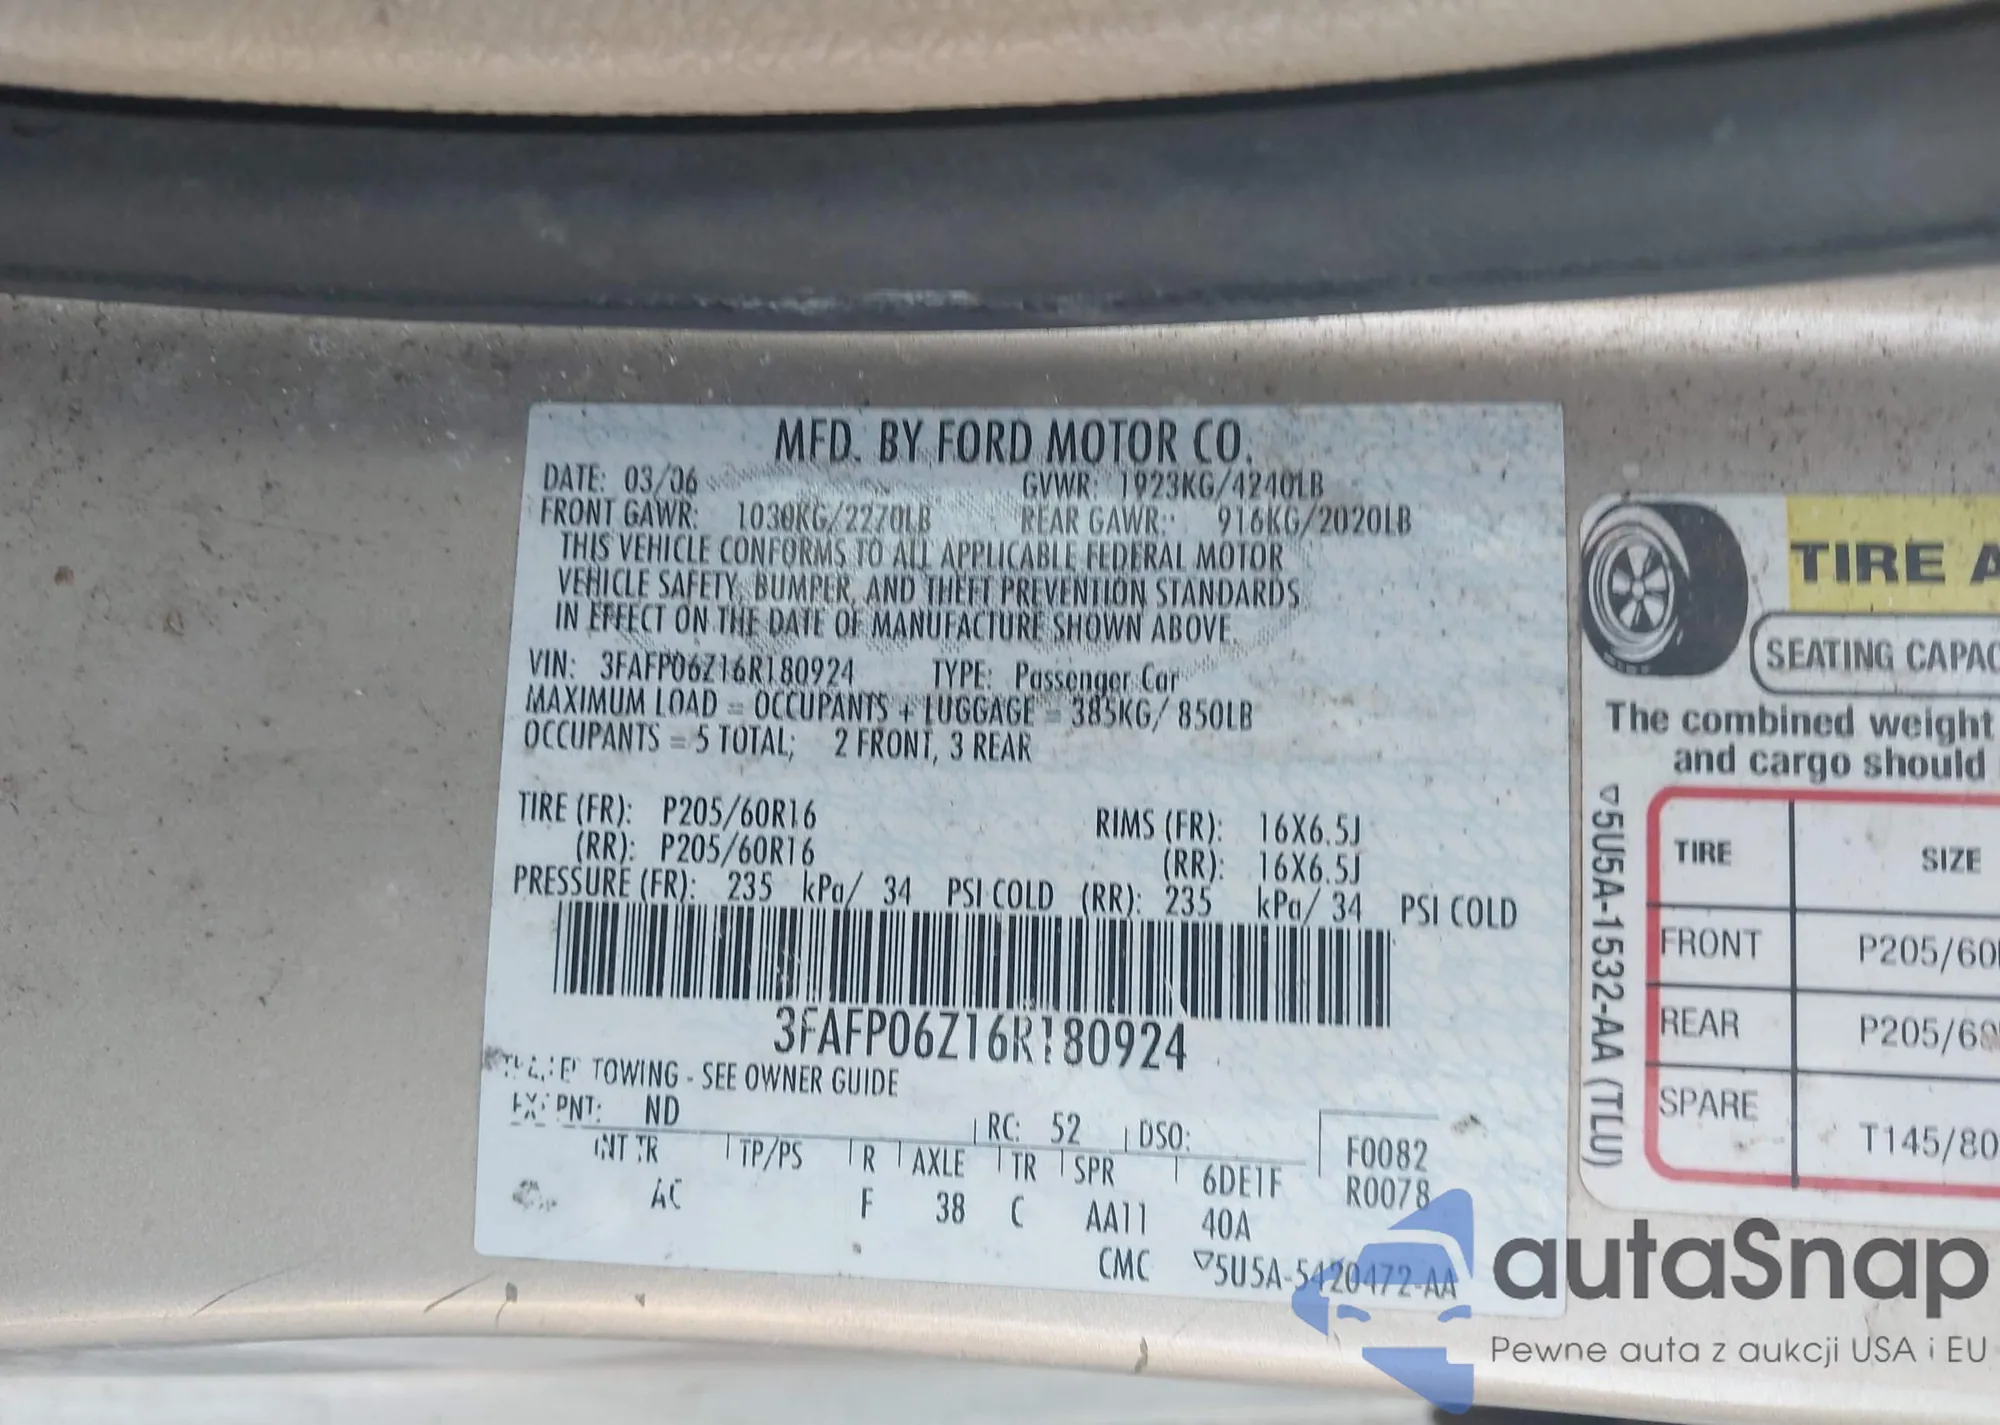 MFD. BY FORD MOTOR CO.
DATE: 03/06 GVWR: 1923KG/4240LB
FRONT GAWR: 1030KG/2270LB REAR GAWR: 916KG/2020LB
THIS VEHICLE CONFORMS TO ALL APPLICABLE FEDERAL MOTOR
VEHICLE SAFETY, BUMPER, AND THEFT PREVENTION STANDARDS
IN EFFECT ON THE DATE OF MANUFACTURE SHOWN ABOVE.
VIN: 3FAFP06Z16R180924 TYPE: Passenger Car
MAXIMUM LOAD = OCCUPANTS + LUGGAGE = 385KG/ 850LB
OCCUPANTS = 5 TOTAL; 2 FRONT, 3 REAR
TIRE (FR): P205/60R16 RIMS (FR): 16X6.5J
(RR): P205/60R16 (RR): 16X6.5J
PRESSURE (FR): 235 kPa/ 34 PSI COLD (RR): 235 kPa/ 34 PSI COLD
3FAFP06Z16R180924
TOWING - SEE OWNER GUIDE
EXT PNT: ND RC: 52 DSO: F0082
INT TR TP/PS R AXLE TR SPR 6DE1F R0078
AC F 38 C AA11 40A
CMC ▽5U5A-5420472-AA
TIRE A
SEATING CAPAC
The combined weight
and cargo should
▽5U5A-1532-AA (TLU)
TIRE SIZE
FRONT P205/60
REAR P205/60
SPARE T145/80
autaSnap
Pewne auta z aukcji USA i EU